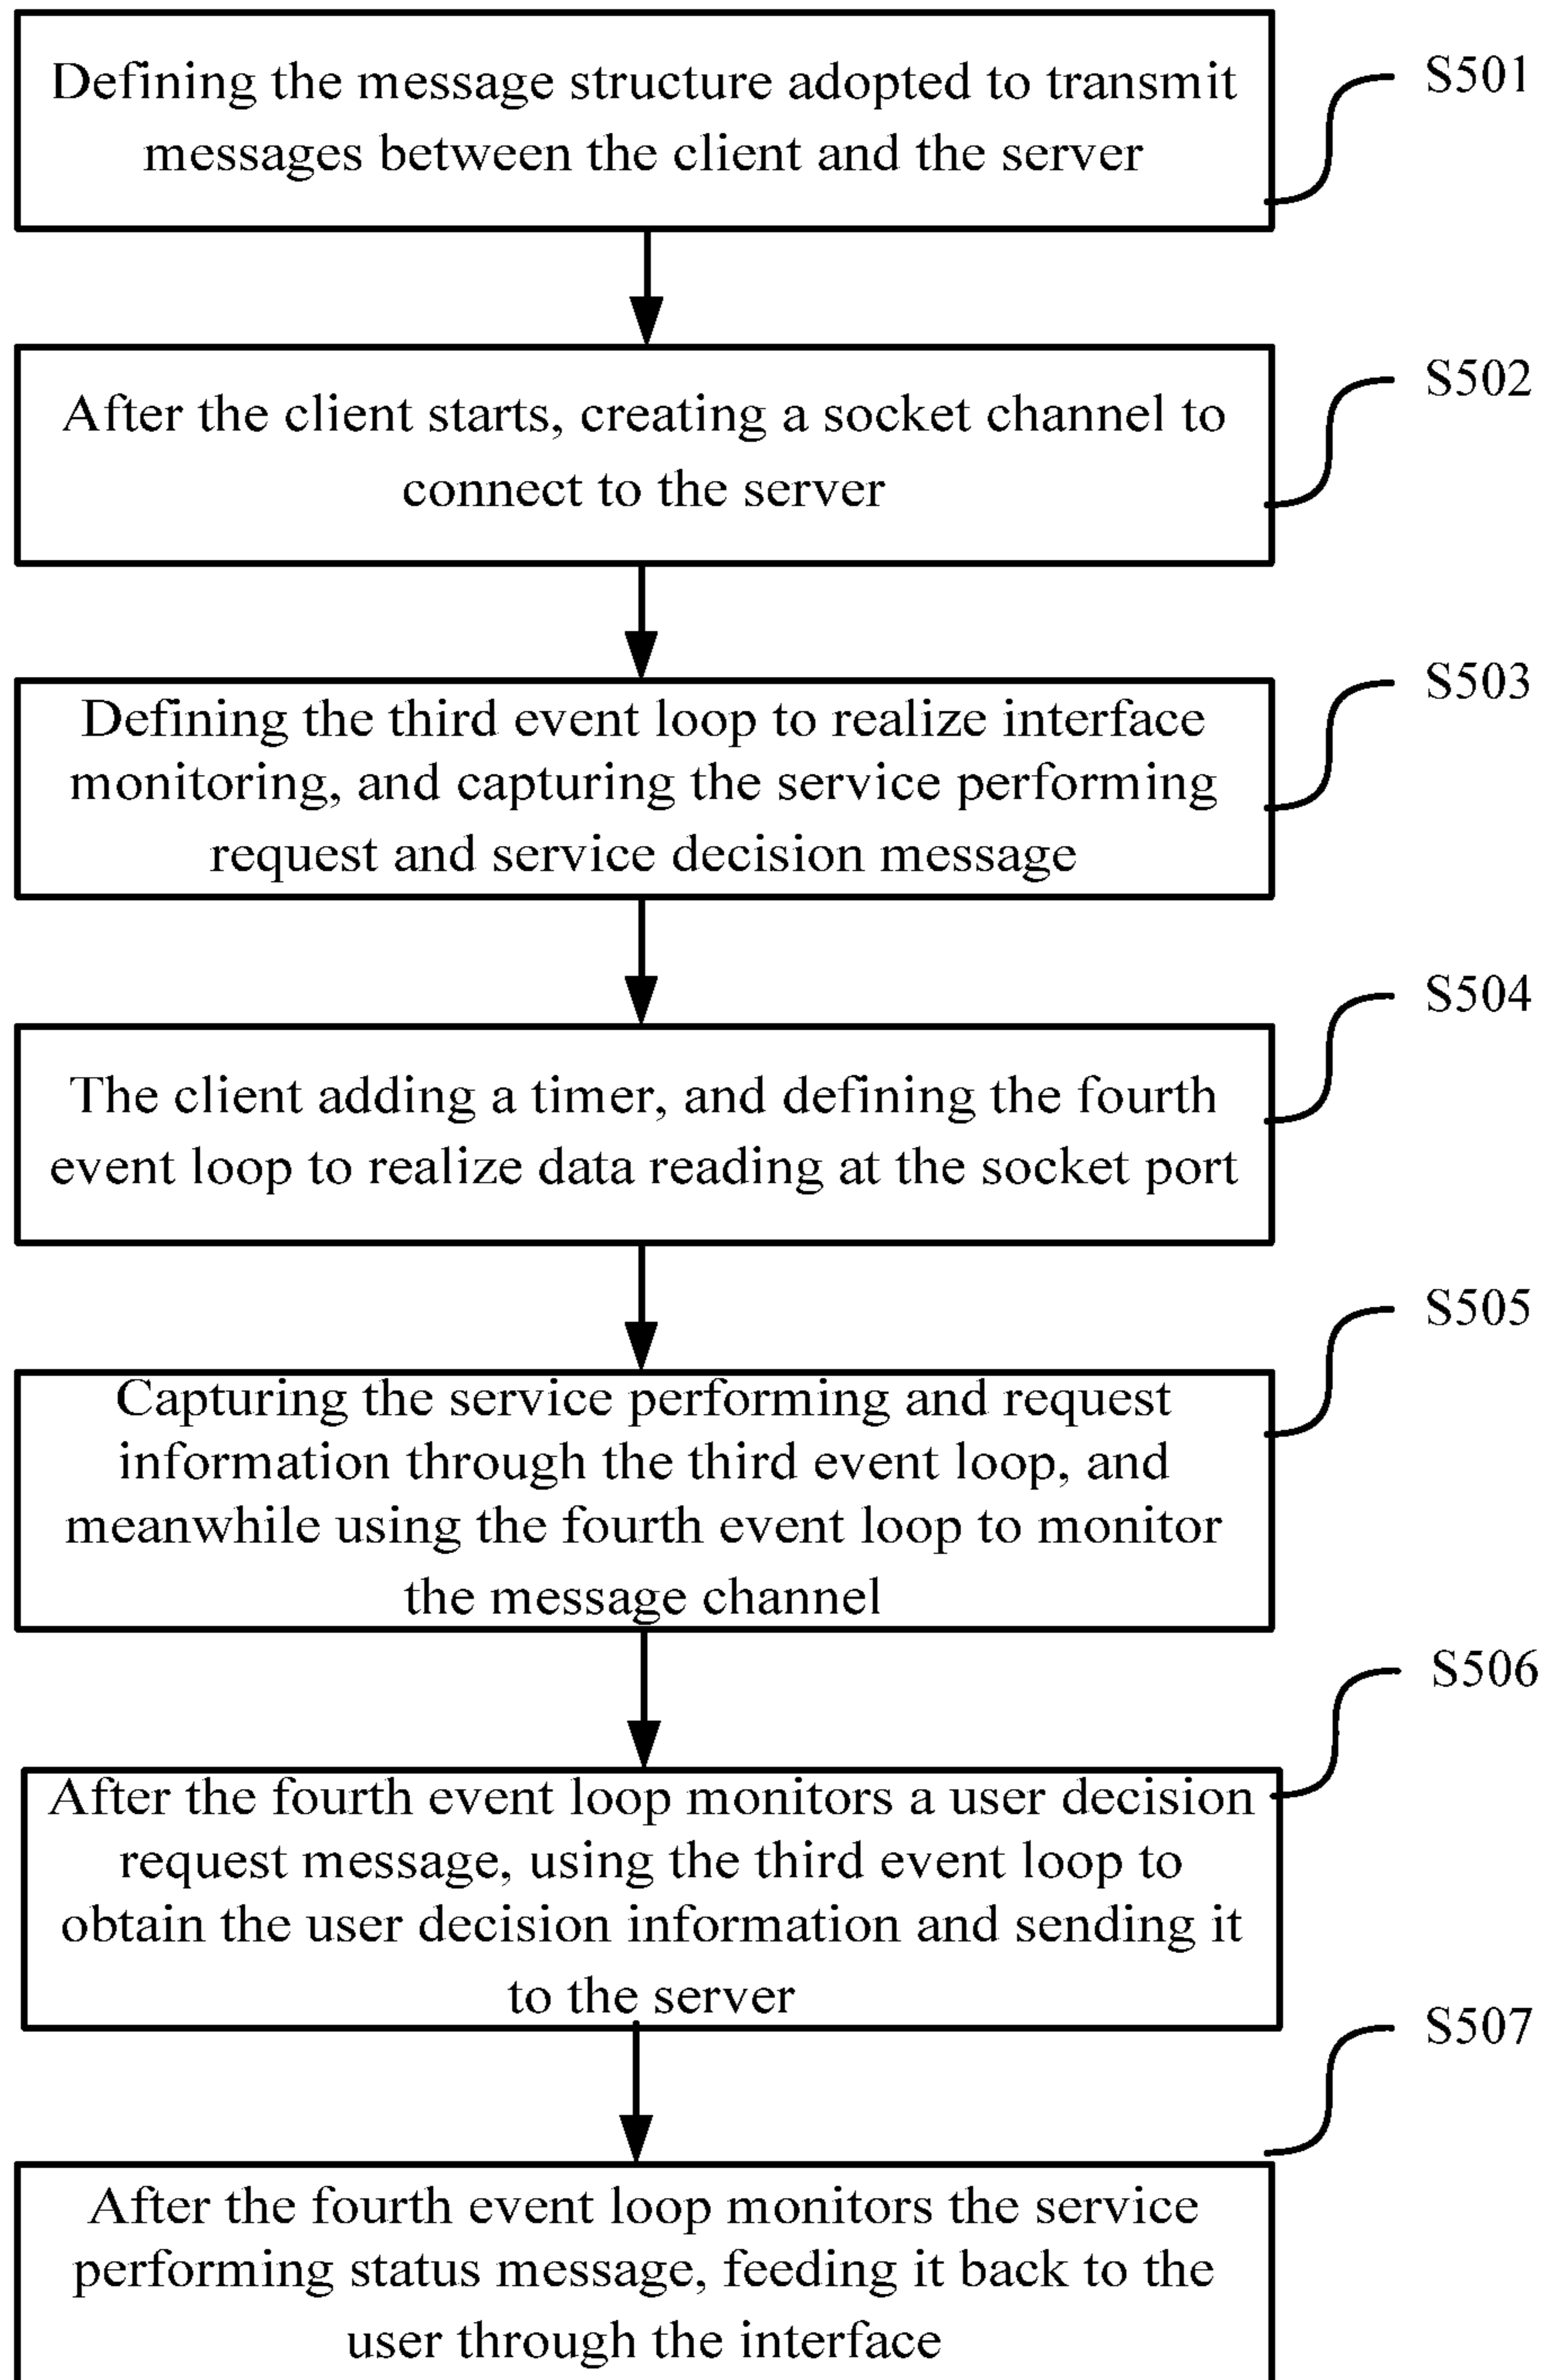 Defining the message structure adopted to transmit
messages between the client and the server
S501
After the client starts, creating a socket channel to
connect to the server
S502
Defining the third event loop to realize interface
monitoring, and capturing the service performing
request and service decision message
S503
The client adding a timer, and defining the fourth
event loop to realize data reading at the socket port
S504
Capturing the service performing and request
information through the third event loop, and
meanwhile using the fourth event loop to monitor
the message channel
S505
After the fourth event loop monitors a user decision
request message, using the third event loop to
obtain the user decision information and sending it
to the server
S506
After the fourth event loop monitors the service
performing status message, feeding it back to the
user through the interface
S507